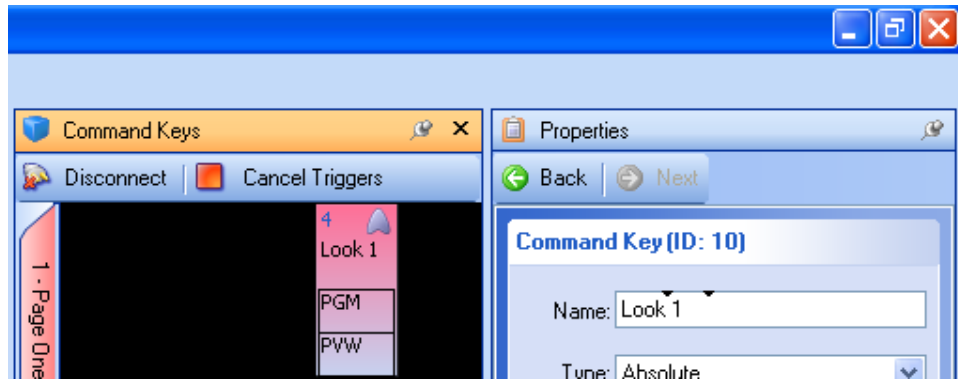 Command Keys
Properties
Disconnect
Cancel Triggers
Back
Next
1 - Page One
4
Look 1
PGM
PVW
Command Key (ID: 10)
Name: Look 1
Type: Absolute